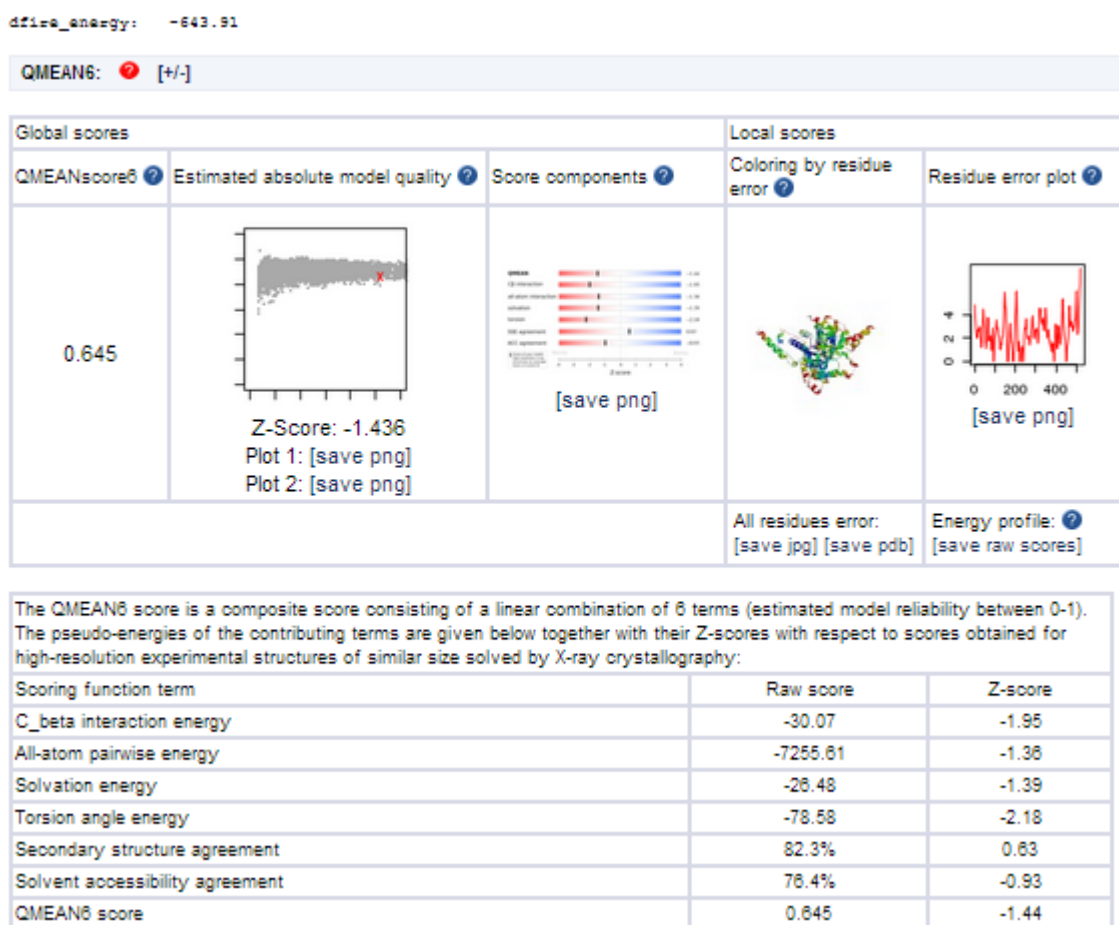 dfire_energy: -643.91
QMEAN6: ? [+/-]
Global scores Local scores
QMEANscore6 ? Estimated absolute model quality ? Score components ? Coloring by residue error ? Residue error plot ?
0.645
Z-Score: -1.436
Plot 1: [save png]
Plot 2: [save png]
QMEAN
[save png]
4
2
0
0 200 400
[save png]
All residues error:
[save jpg] [save pdb]
Energy profile: ?
[save raw scores]
The QMEAN6 score is a composite score consisting of a linear combination of 6 terms (estimated model reliability between 0-1).
The pseudo-energies of the contributing terms are given below together with their Z-scores with respect to scores obtained for
high-resolution experimental structures of similar size solved by X-ray crystallography:
Scoring function term Raw score Z-score
C_beta interaction energy -30.07 -1.95
All-atom pairwise energy -7255.61 -1.36
Solvation energy -26.48 -1.39
Torsion angle energy -78.58 -2.18
Secondary structure agreement 82.3% 0.63
Solvent accessibility agreement 76.4% -0.93
QMEAN6 score 0.645 -1.44